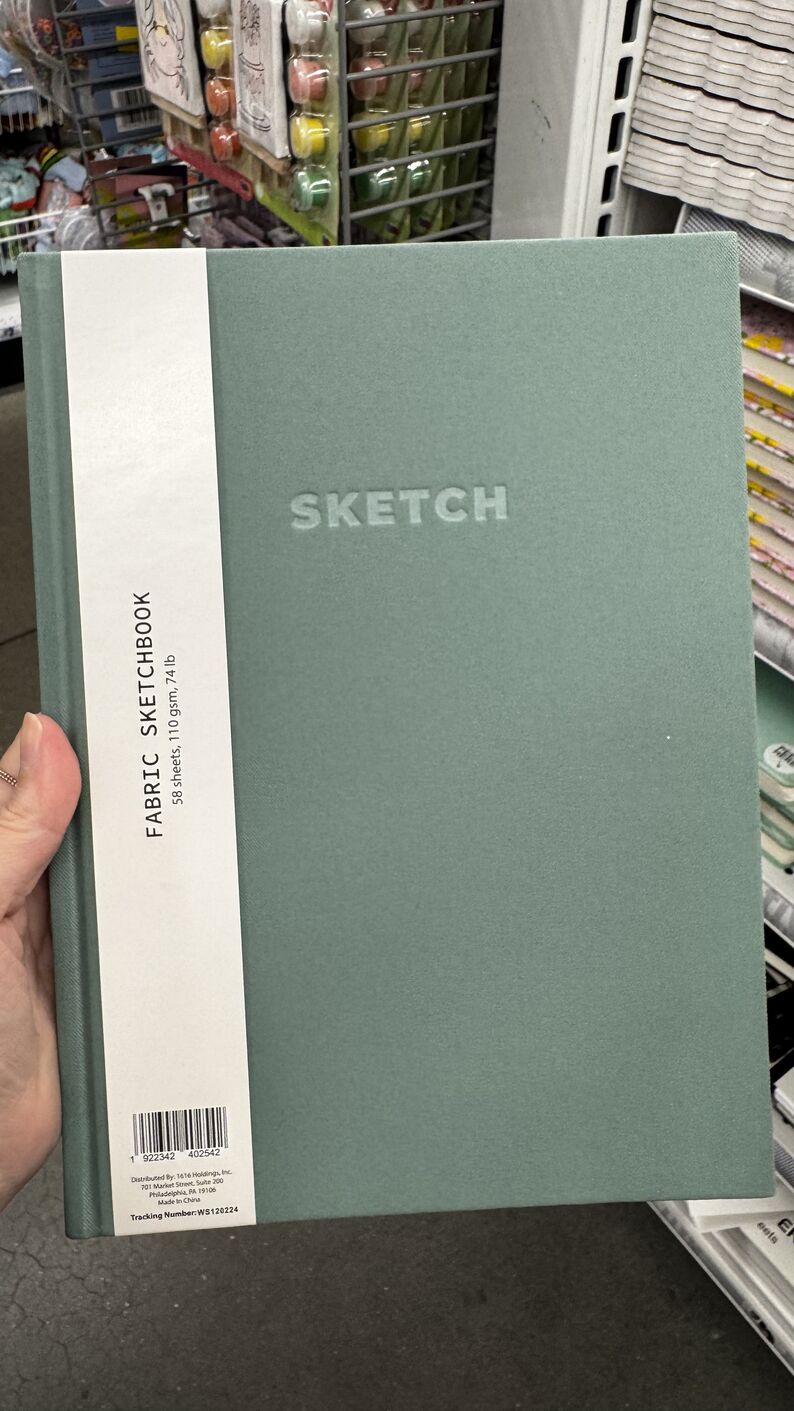 SKETCH
FABRIC SKETCHBOOK
58 sheets, 110 gsm, 74 lb
1 922342 402542
Distributed By: 1616 Holdings, Inc.
701 Market Street, Suite 200
Philadelphia, PA 19106
Made In China
Tracking Number: WS120224